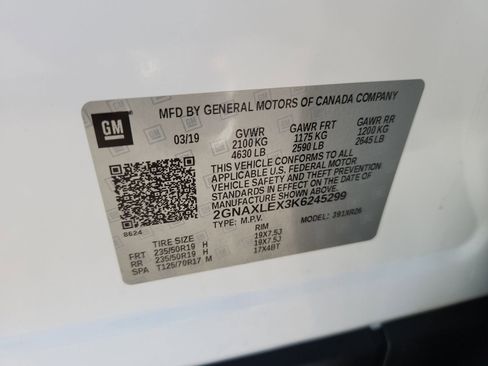 MFD BY GENERAL MOTORS OF CANADA COMPANY
GM
03/19 GVWR GAWR FRT GAWR RR
2100 KG 1175 KG 1200 KG
4630 LB 2590 LB 2645 LB
THIS VEHICLE CONFORMS TO ALL
APPLICABLE U.S. FEDERAL MOTOR
VEHICLE SAFETY AND BUMPER
STANDARDS IN EFFECT ON THE DATE OF
MANUFACTURE SHOWN ABOVE.
2GNAXLEX3K6245299
8624
TYPE: M.P.V. MODEL: 1XR26
TIRE SIZE RIM
FRT 235/50R19 H 19X7.5J
RR 235/50R19 H 19X7.5J
SPA T125/70R17 M 17X4BT